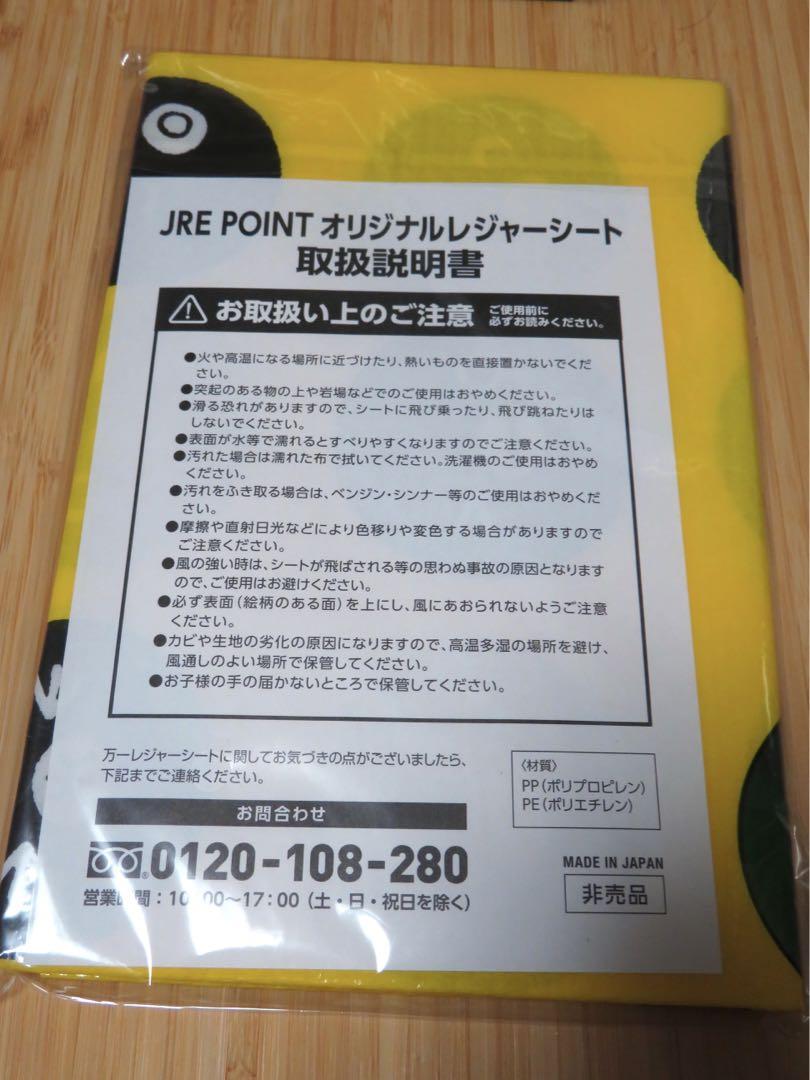 JRE POINT オリジナルレジャーシート
取扱説明書
お取扱い上のご注意 ご使用前に
必ずお読みください。
●火や高温になる場所に近づけたり、熱いものを直接置かないでくだ
さい。
●突起のある物の上や岩場などでのご使用はおやめください。
●滑る恐れがありますので、シートに飛び乗ったり、飛び跳ねたりは
しないでください。
●表面が水等で濡れるとすべりやすくなりますのでご注意ください。
●汚れた場合は濡れた布で拭いてください。洗濯機のご使用はおやめ
ください。
●汚れをふき取る場合は、ベンジン・シンナー等のご使用はおやめくだ
さい。
●摩擦や直射日光などにより色移りや変色する場合がありますので
ご注意ください。
●風の強い時は、シートが飛ばされる等の思わぬ事故の原因となります
ので、ご使用はお避けください。
●必ず表面（絵柄のある面）を上にし、風にあおられないようご注意
ください。
●カビや生地の劣化の原因になりますので、高温多湿の場所を避け、
風通しのよい場所で保管してください。
●お子様の手の届かないところで保管してください。
万一レジャーシートに関してお気づきの点がございましたら、
下記までご連絡ください。
お問合わせ
0120-108-280
営業時間：10:00〜17:00（土・日・祝日を除く）
〈材質〉
PP（ポリプロピレン）
PE（ポリエチレン）
MADE IN JAPAN
非売品